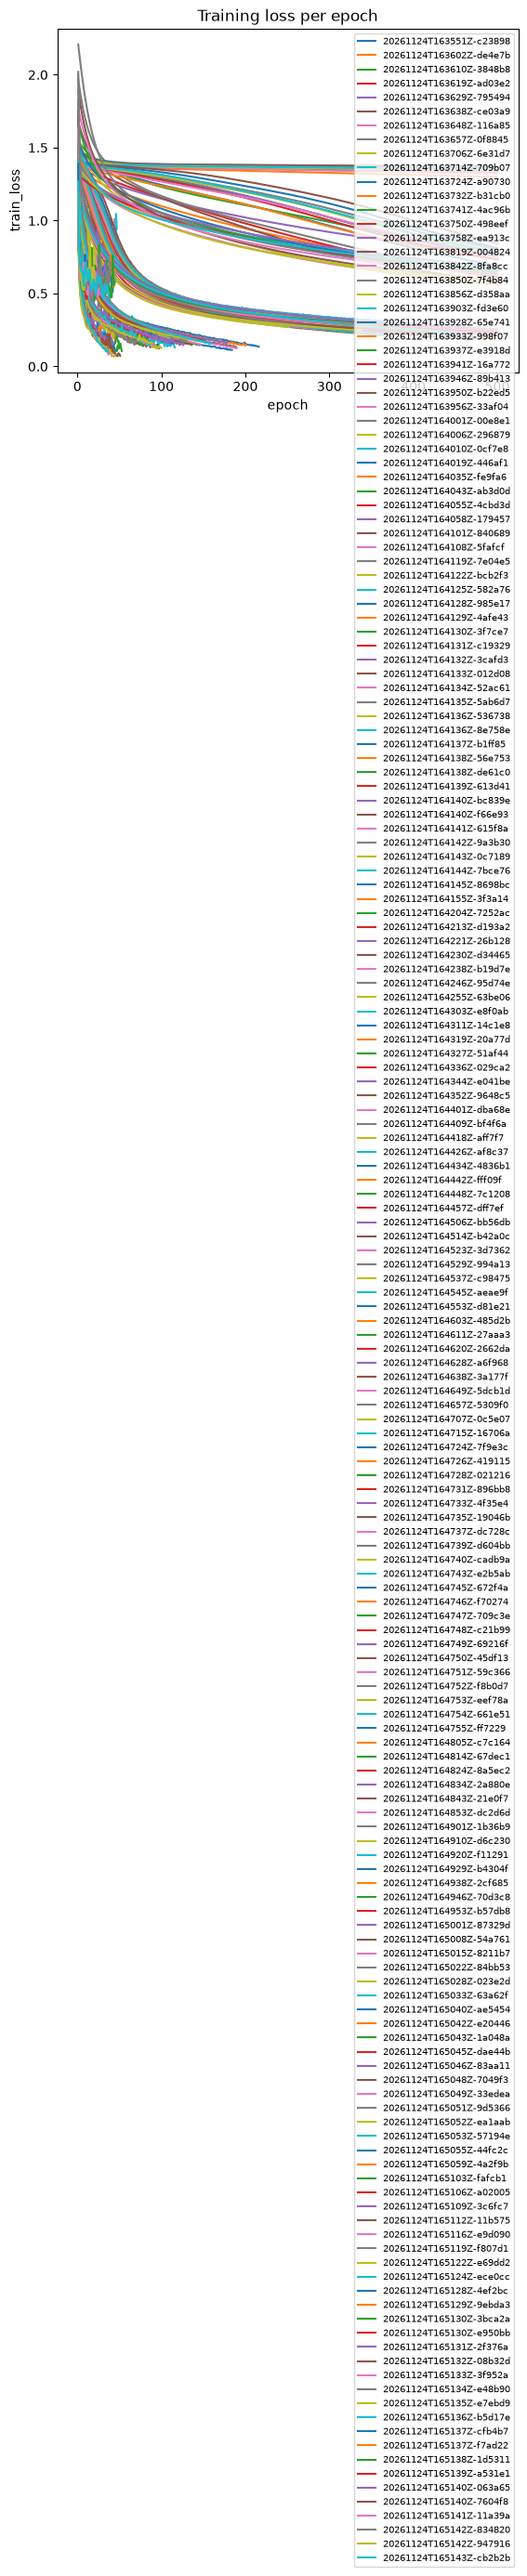 Training loss per epoch
train_loss
2.0
1.5
1.0
0.5
0.0
0 100 200 300
epoch
20261124T163551Z-c23898
20261124T163602Z-de4e7b
20261124T163610Z-3848b8
20261124T163619Z-ad03e2
20261124T163629Z-795494
20261124T163638Z-ce03a9
20261124T163648Z-116a85
20261124T163657Z-0f8845
20261124T163706Z-6e31d7
20261124T163714Z-709b07
20261124T163724Z-a90730
20261124T163732Z-b31cb0
20261124T163741Z-4ac96b
20261124T163750Z-498eef
20261124T163758Z-ea913c
20261124T163819Z-004824
20261124T163842Z-8fa8cc
20261124T163850Z-7f4b84
20261124T163856Z-d358aa
20261124T163903Z-fd3e60
20261124T163928Z-65e741
20261124T163933Z-998f07
20261124T163937Z-e3918d
20261124T163941Z-16a772
20261124T163946Z-89b413
20261124T163950Z-b22ed5
20261124T163956Z-33af04
20261124T164001Z-00e8e1
20261124T164006Z-296879
20261124T164010Z-0cf7e8
20261124T164019Z-446af1
20261124T164035Z-fe9fa6
20261124T164043Z-ab3d0d
20261124T164055Z-4cbd3d
20261124T164058Z-179457
20261124T164101Z-840689
20261124T164108Z-5fafcf
20261124T164119Z-7e04e5
20261124T164122Z-bcb2f3
20261124T164125Z-582a76
20261124T164128Z-985e17
20261124T164129Z-4afe43
20261124T164130Z-3f7ce7
20261124T164131Z-c19329
20261124T164132Z-3cafd3
20261124T164133Z-012d08
20261124T164134Z-52ac61
20261124T164135Z-5ab6d7
20261124T164136Z-536738
20261124T164136Z-8e758e
20261124T164137Z-b1ff85
20261124T164138Z-56e753
20261124T164138Z-de61c0
20261124T164139Z-613d41
20261124T164140Z-bc839e
20261124T164140Z-f66e93
20261124T164141Z-615f8a
20261124T164142Z-9a3b30
20261124T164143Z-0c7189
20261124T164144Z-7bce76
20261124T164145Z-8698bc
20261124T164155Z-3f3a14
20261124T164204Z-7252ac
20261124T164213Z-d193a2
20261124T164221Z-26b128
20261124T164230Z-d34465
20261124T164238Z-b19d7e
20261124T164246Z-95d74e
20261124T164255Z-63be06
20261124T164303Z-e8f0ab
20261124T164311Z-14c1e8
20261124T164319Z-20a77d
20261124T164327Z-51af44
20261124T164336Z-029ca2
20261124T164344Z-e041be
20261124T164352Z-9648c5
20261124T164401Z-dba68e
20261124T164409Z-bf4f6a
20261124T164418Z-aff7f7
20261124T164426Z-af8c37
20261124T164434Z-4836b1
20261124T164442Z-fff09f
20261124T164448Z-7c1208
20261124T164457Z-dff7ef
20261124T164506Z-bb56db
20261124T164514Z-b42a0c
20261124T164523Z-3d7362
20261124T164529Z-994a13
20261124T164537Z-c98475
20261124T164545Z-aeae9f
20261124T164553Z-d81e21
20261124T164603Z-485d2b
20261124T164611Z-27aaa3
20261124T164620Z-2662da
20261124T164628Z-a6f968
20261124T164638Z-3a177f
20261124T164649Z-5dcb1d
20261124T164657Z-5309f0
20261124T164707Z-0c5e07
20261124T164715Z-16706a
20261124T164724Z-7f9e3c
20261124T164726Z-419115
20261124T164728Z-021216
20261124T164731Z-896bb8
20261124T164733Z-4f35e4
20261124T164735Z-19046b
20261124T164737Z-dc728c
20261124T164739Z-d604bb
20261124T164740Z-cadb9a
20261124T164743Z-e2b5ab
20261124T164745Z-672f4a
20261124T164746Z-f70274
20261124T164747Z-709c3e
20261124T164748Z-c21b99
20261124T164749Z-69216f
20261124T164750Z-45df13
20261124T164751Z-59c366
20261124T164752Z-f8b0d7
20261124T164753Z-eef78a
20261124T164754Z-661e51
20261124T164755Z-ff7229
20261124T164805Z-c7c164
20261124T164814Z-67dec1
20261124T164824Z-8a5ec2
20261124T164834Z-2a880e
20261124T164843Z-21e0f7
20261124T164853Z-dc2d6d
20261124T164901Z-1b36b9
20261124T164910Z-d6c230
20261124T164920Z-f11291
20261124T164929Z-b4304f
20261124T164938Z-2cf685
20261124T164946Z-70d3c8
20261124T164953Z-b57db8
20261124T165001Z-87329d
20261124T165008Z-54a761
20261124T165015Z-8211b7
20261124T165022Z-84bb53
20261124T165028Z-023e2d
20261124T165033Z-63a62f
20261124T165040Z-ae5454
20261124T165042Z-e20446
20261124T165043Z-1a048a
20261124T165045Z-dae44b
20261124T165046Z-83aa11
20261124T165048Z-7049f3
20261124T165049Z-33edea
20261124T165051Z-9d5366
20261124T165052Z-ea1aab
20261124T165053Z-57194e
20261124T165055Z-44fc2c
20261124T165059Z-4a2f9b
20261124T165103Z-fafcb1
20261124T165106Z-a02005
20261124T165109Z-3c6fc7
20261124T165112Z-11b575
20261124T165116Z-e9d090
20261124T165119Z-f807d1
20261124T165122Z-e69dd2
20261124T165124Z-ece0cc
20261124T165128Z-4ef2bc
20261124T165129Z-9ebda3
20261124T165130Z-3bca2a
20261124T165130Z-e950bb
20261124T165131Z-2f376a
20261124T165132Z-08b32d
20261124T165133Z-3f952a
20261124T165134Z-e48b90
20261124T165135Z-e7ebd9
20261124T165136Z-b5d17e
20261124T165137Z-cfb4b7
20261124T165137Z-f7ad22
20261124T165138Z-1d5311
20261124T165139Z-a531e1
20261124T165140Z-063a65
20261124T165140Z-7604f8
20261124T165141Z-11a39a
20261124T165142Z-834820
20261124T165142Z-947916
20261124T165143Z-cb2b2b